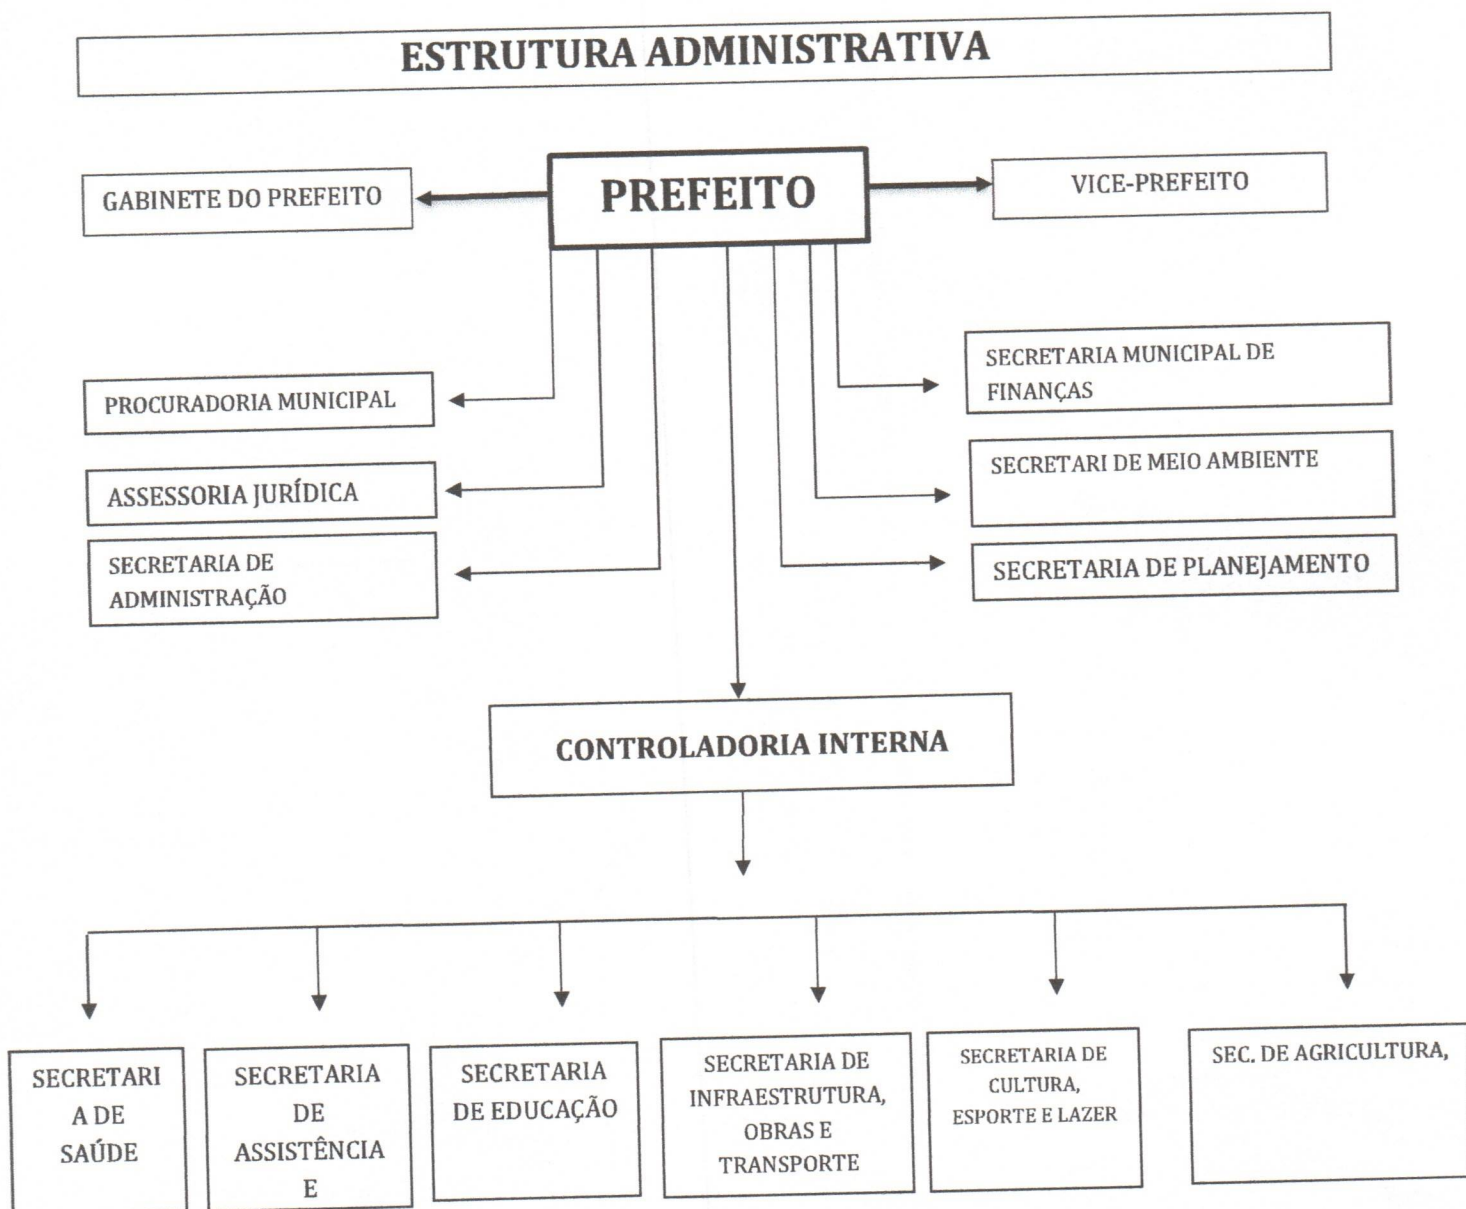 ESTRUTURA ADMINISTRATIVA
GABINETE DO PREFEITO
PREFEITO
VICE-PREFEITO
PROCURADORIA MUNICIPAL
ASSESSORIA JURÍDICA
SECRETARIA DE
ADMINISTRAÇÃO
SECRETARIA MUNICIPAL DE
FINANÇAS
SECRETARI DE MEIO AMBIENTE
SECRETARIA DE PLANEJAMENTO
CONTROLADORIA INTERNA
SECRETARI
A DE
SAÚDE
SECRETARIA
DE
ASSISTÊNCIA
E
SECRETARIA
DE EDUCAÇÃO
SECRETARIA DE
INFRAESTRUTURA,
OBRAS E
TRANSPORTE
SECRETARIA DE
CULTURA,
ESPORTE E LAZER
SEC. DE AGRICULTURA,